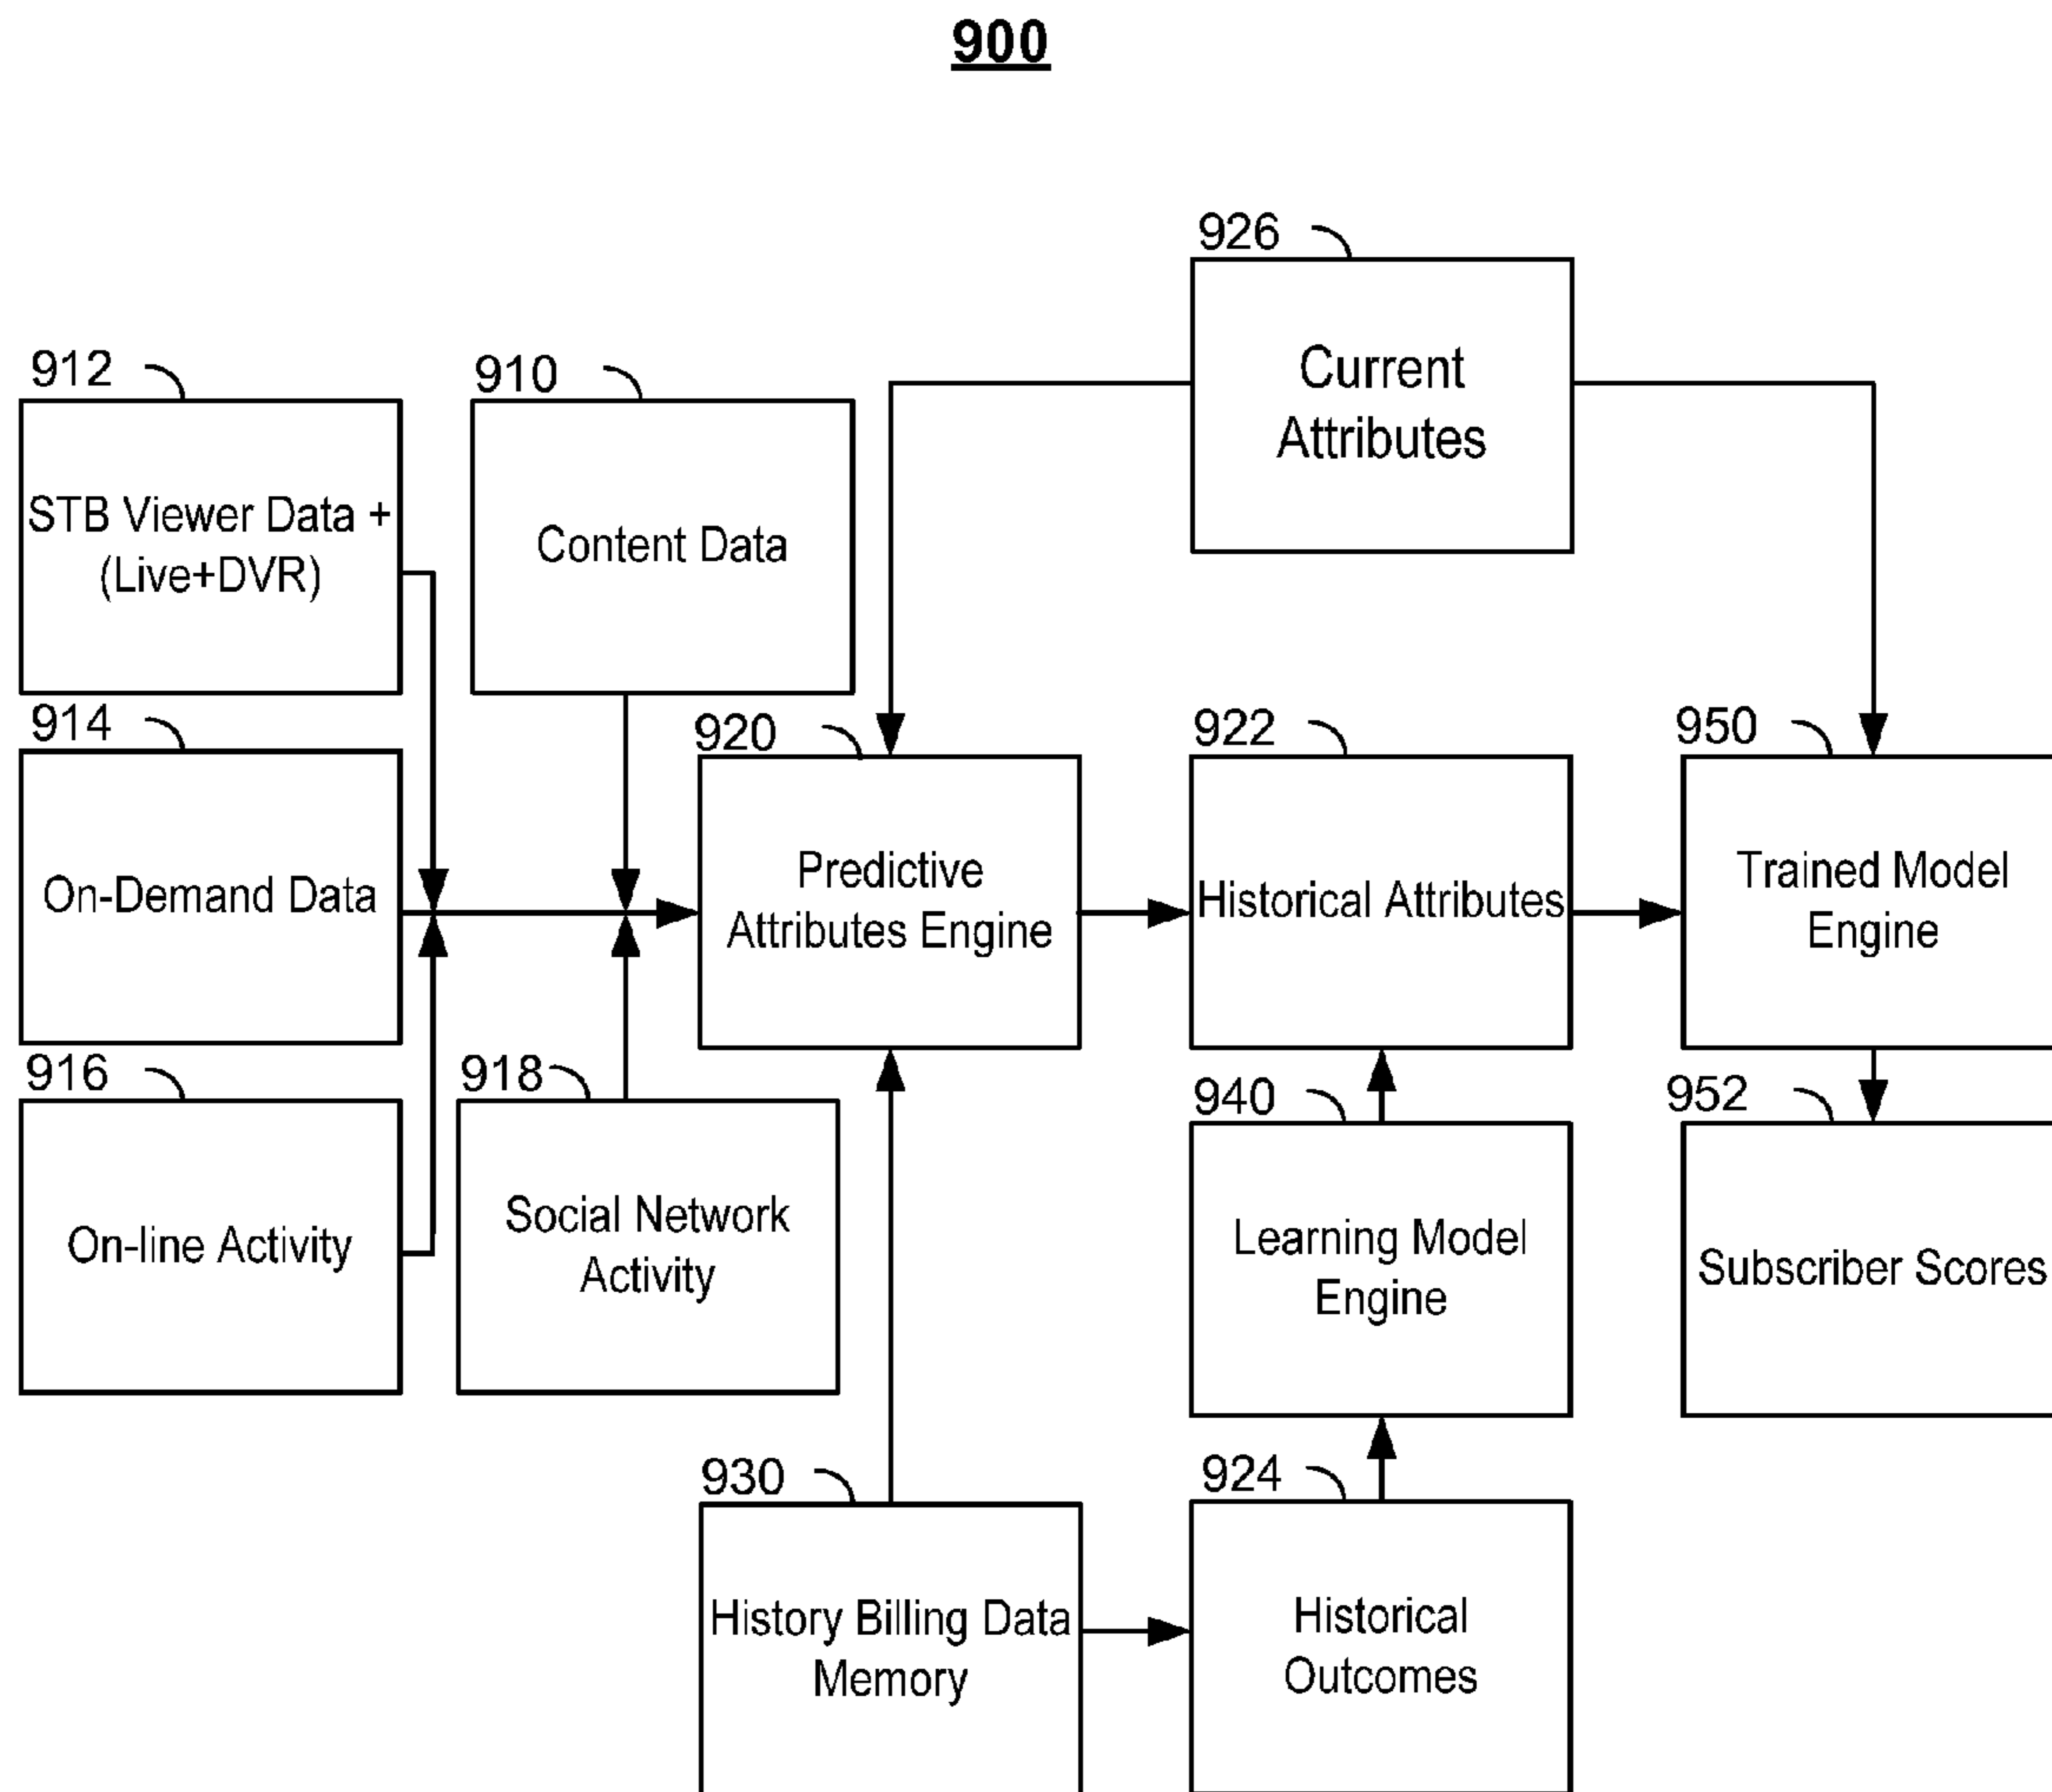 900
926
Current
Attributes
912
STB Viewer Data +
(Live+DVR)
910
Content Data
914
On-Demand Data
920
Predictive
Attributes Engine
922
Historical Attributes
950
Trained Model
Engine
916
On-line Activity
918
Social Network
Activity
940
Learning Model
Engine
952
Subscriber Scores
930
History Billing Data
Memory
924
Historical
Outcomes